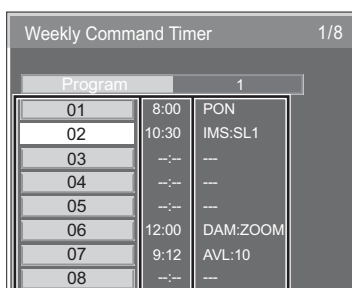 Weekly Command Timer 1/8
Program 1
01 8:00 PON
02 10:30 IMS:SL1
03 --:-- ---
04 --:-- ---
05 --:-- ---
06 12:00 DAM:ZOOM
07 9:12 AVL:10
08 --:-- ---